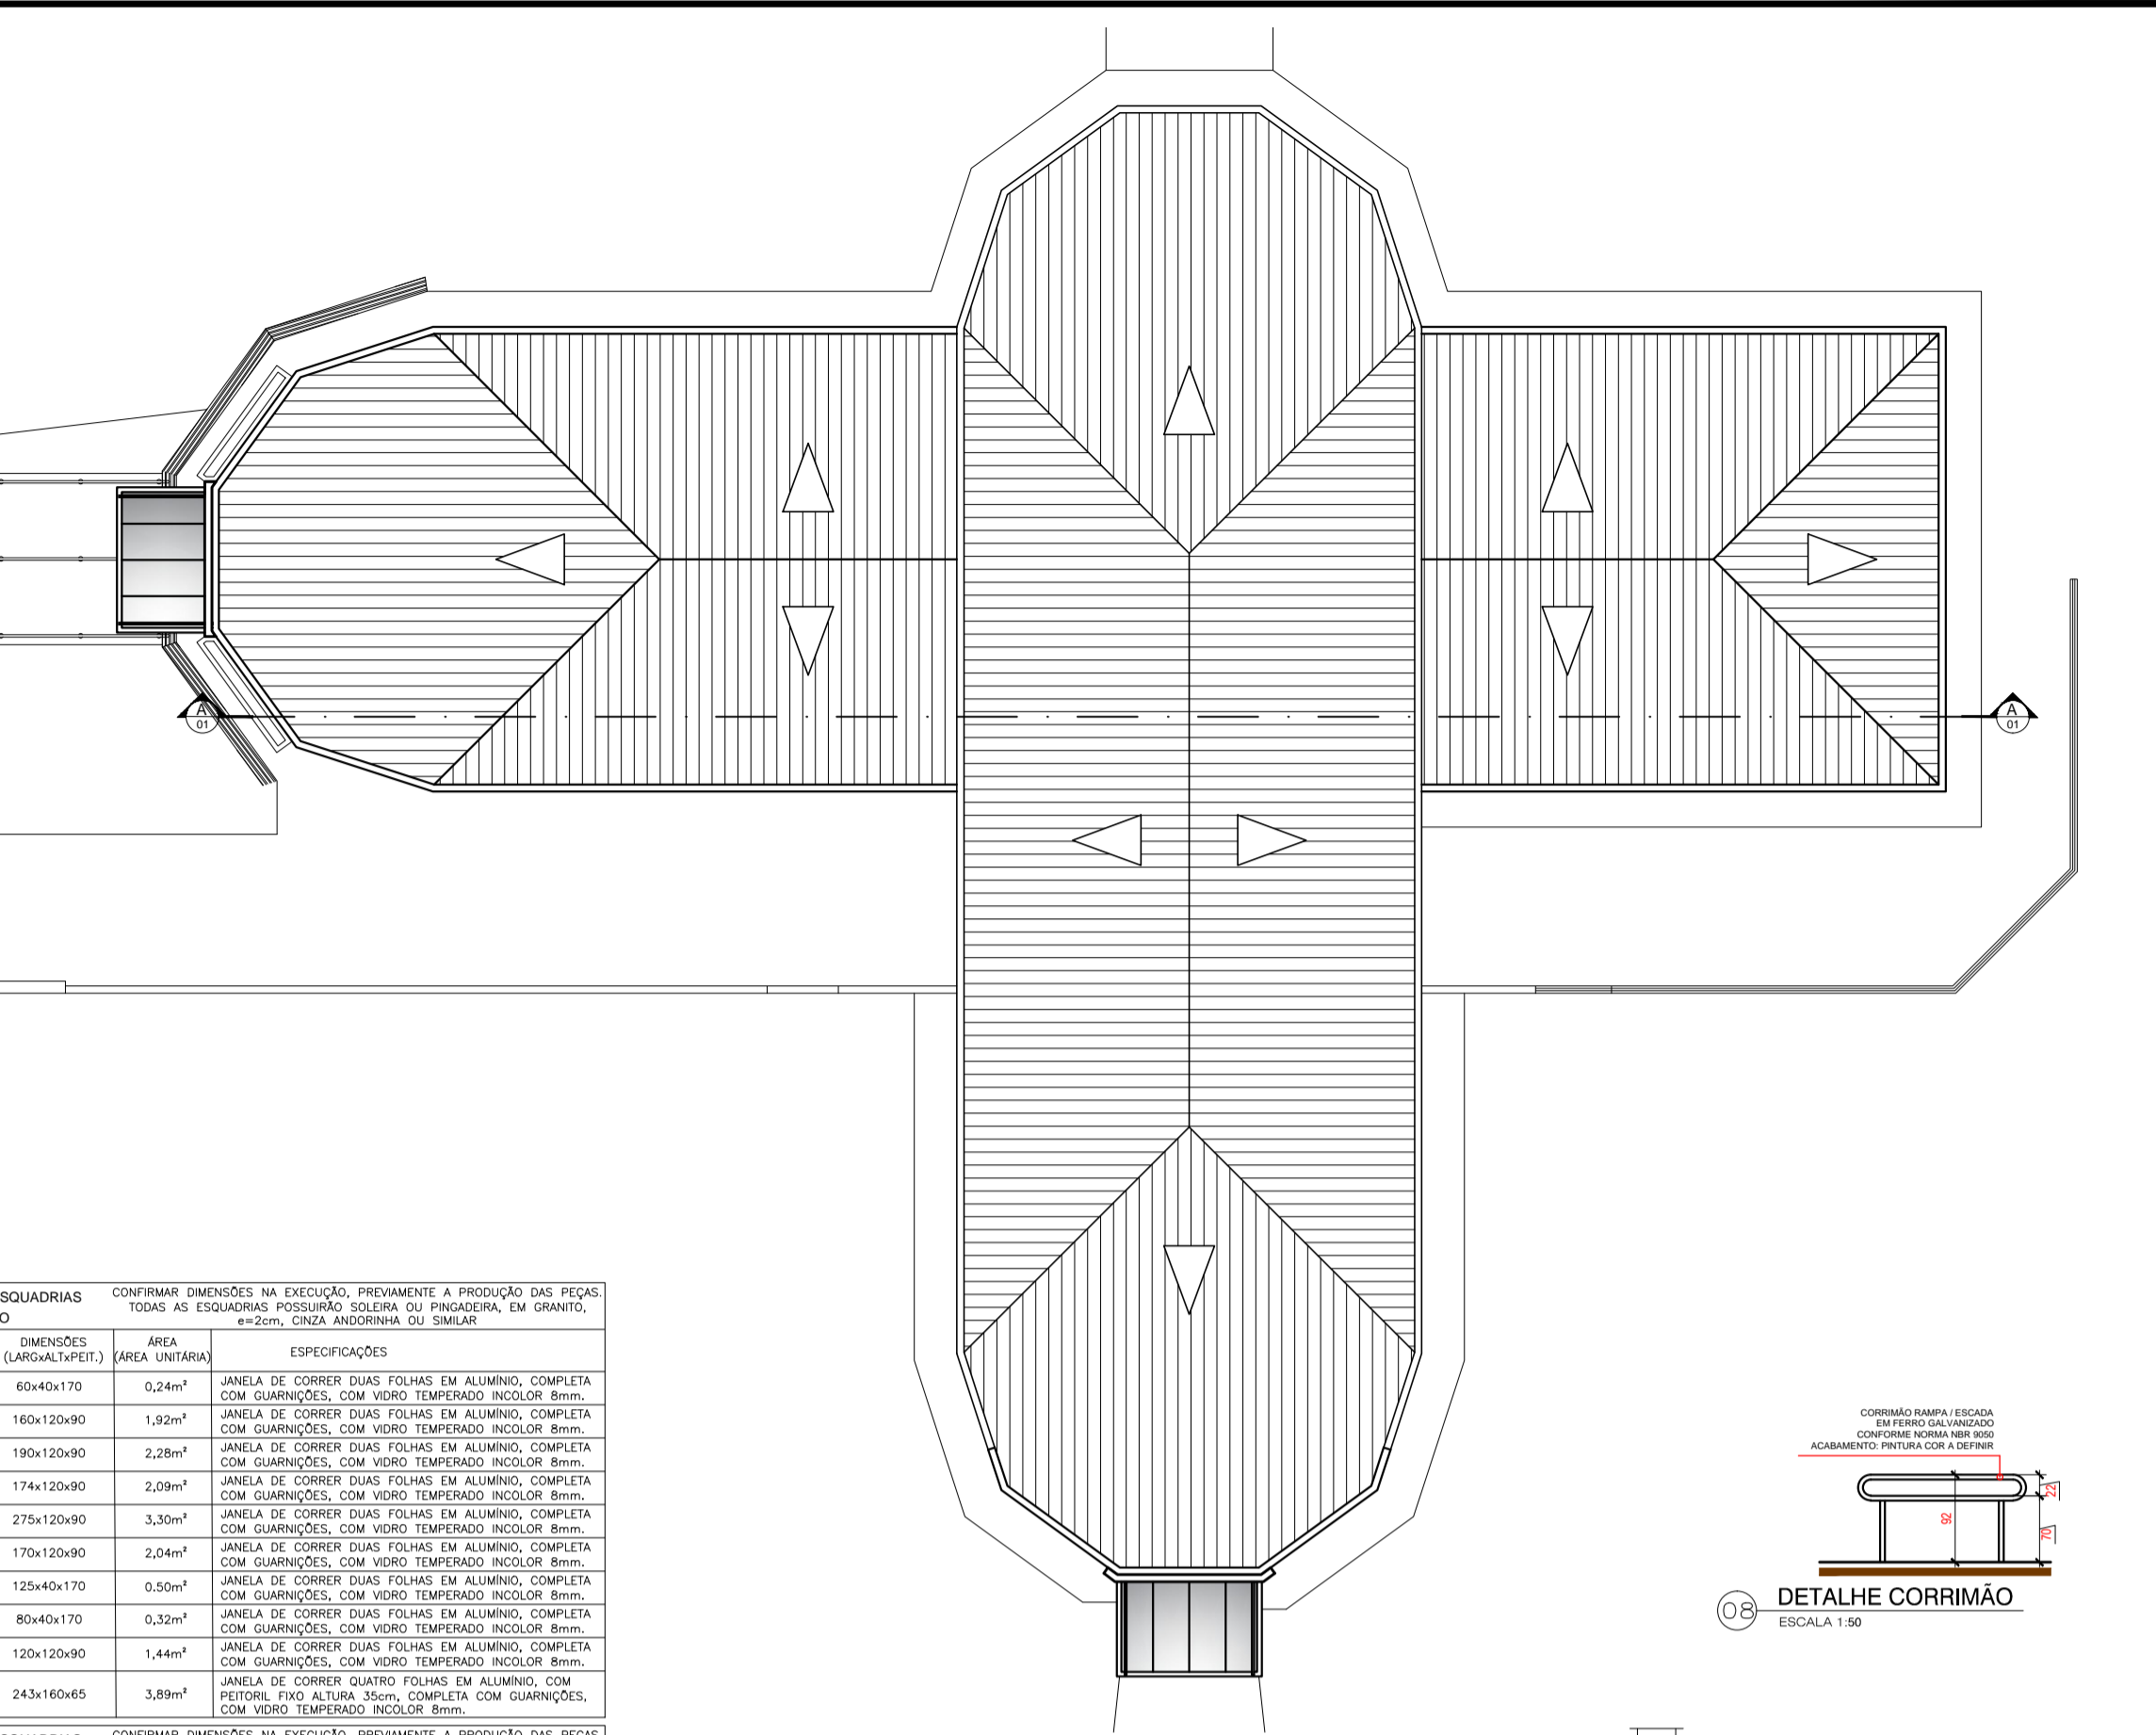 A
01
A
01
SQUADRIAS
O
CONFIRMAR DIMENSÕES NA EXECUÇÃO, PREVIAMENTE A PRODUÇÃO DAS PEÇAS.
TODAS AS ESQUADRIAS POSSUIRÃO SOLEIRA OU PINGADEIRA, EM GRANITO,
e=2cm, CINZA ANDORINHA OU SIMILAR
DIMENSÕES
(LARGxALTxPEIT.)
ÁREA
(ÁREA UNITÁRIA)
ESPECIFICAÇÕES
60x40x170
0,24m²
JANELA DE CORRER DUAS FOLHAS EM ALUMÍNIO, COMPLETA
COM GUARNIÇÕES, COM VIDRO TEMPERADO INCOLOR 8mm.
160x120x90
1,92m²
JANELA DE CORRER DUAS FOLHAS EM ALUMÍNIO, COMPLETA
COM GUARNIÇÕES, COM VIDRO TEMPERADO INCOLOR 8mm.
190x120x90
2,28m²
JANELA DE CORRER DUAS FOLHAS EM ALUMÍNIO, COMPLETA
COM GUARNIÇÕES, COM VIDRO TEMPERADO INCOLOR 8mm.
174x120x90
2,09m²
JANELA DE CORRER DUAS FOLHAS EM ALUMÍNIO, COMPLETA
COM GUARNIÇÕES, COM VIDRO TEMPERADO INCOLOR 8mm.
275x120x90
3,30m²
JANELA DE CORRER DUAS FOLHAS EM ALUMÍNIO, COMPLETA
COM GUARNIÇÕES, COM VIDRO TEMPERADO INCOLOR 8mm.
170x120x90
2,04m²
JANELA DE CORRER DUAS FOLHAS EM ALUMÍNIO, COMPLETA
COM GUARNIÇÕES, COM VIDRO TEMPERADO INCOLOR 8mm.
125x40x170
0.50m²
JANELA DE CORRER DUAS FOLHAS EM ALUMÍNIO, COMPLETA
COM GUARNIÇÕES, COM VIDRO TEMPERADO INCOLOR 8mm.
80x40x170
0,32m²
JANELA DE CORRER DUAS FOLHAS EM ALUMÍNIO, COMPLETA
COM GUARNIÇÕES, COM VIDRO TEMPERADO INCOLOR 8mm.
120x120x90
1,44m²
JANELA DE CORRER DUAS FOLHAS EM ALUMÍNIO, COMPLETA
COM GUARNIÇÕES, COM VIDRO TEMPERADO INCOLOR 8mm.
243x160x65
3,89m²
JANELA DE CORRER QUATRO FOLHAS EM ALUMÍNIO, COM
PEITORIL FIXO ALTURA 35cm, COMPLETA COM GUARNIÇÕES,
COM VIDRO TEMPERADO INCOLOR 8mm.
CONFIRMAR DIMENSÕES NA EXECUÇÃO, PREVIAMENTE A PRODUÇÃO DAS PEÇAS
CORRIMÃO RAMPA / ESCADA
EM FERRO GALVANIZADO
CONFORME NORMA NBR 9050
ACABAMENTO: PINTURA COR A DEFINIR
92
22
70
08
DETALHE CORRIMÃO
ESCALA 1:50